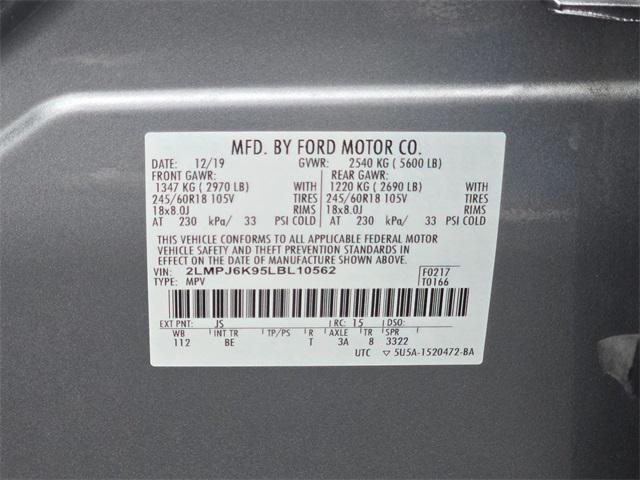 MFD. BY FORD MOTOR CO.
DATE: 12/19 GVWR: 2540 KG ( 5600 LB)
FRONT GAWR: REAR GAWR:
1347 KG ( 2970 LB) WITH 1220 KG ( 2690 LB) WITH
245/60R18 105V TIRES 245/60R18 105V TIRES
18x8.0J RIMS 18x8.0J RIMS
AT 230 kPa/ 33 PSI COLD AT 230 kPa/ 33 PSI COLD
THIS VEHICLE CONFORMS TO ALL APPLICABLE FEDERAL MOTOR
VEHICLE SAFETY AND THEFT PREVENTION STANDARDS IN
EFFECT ON THE DATE OF MANUFACTURE SHOWN ABOVE.
VIN: 2LMPJ6K95LBL10562 F0217
TYPE: MPV T0166
EXT PNT: JS RC: 15 DSO:
WB INT TR TP/PS R AXLE TR SPR
112 BE T 3A 8 3322
UTC ▽5U5A-1520472-BA